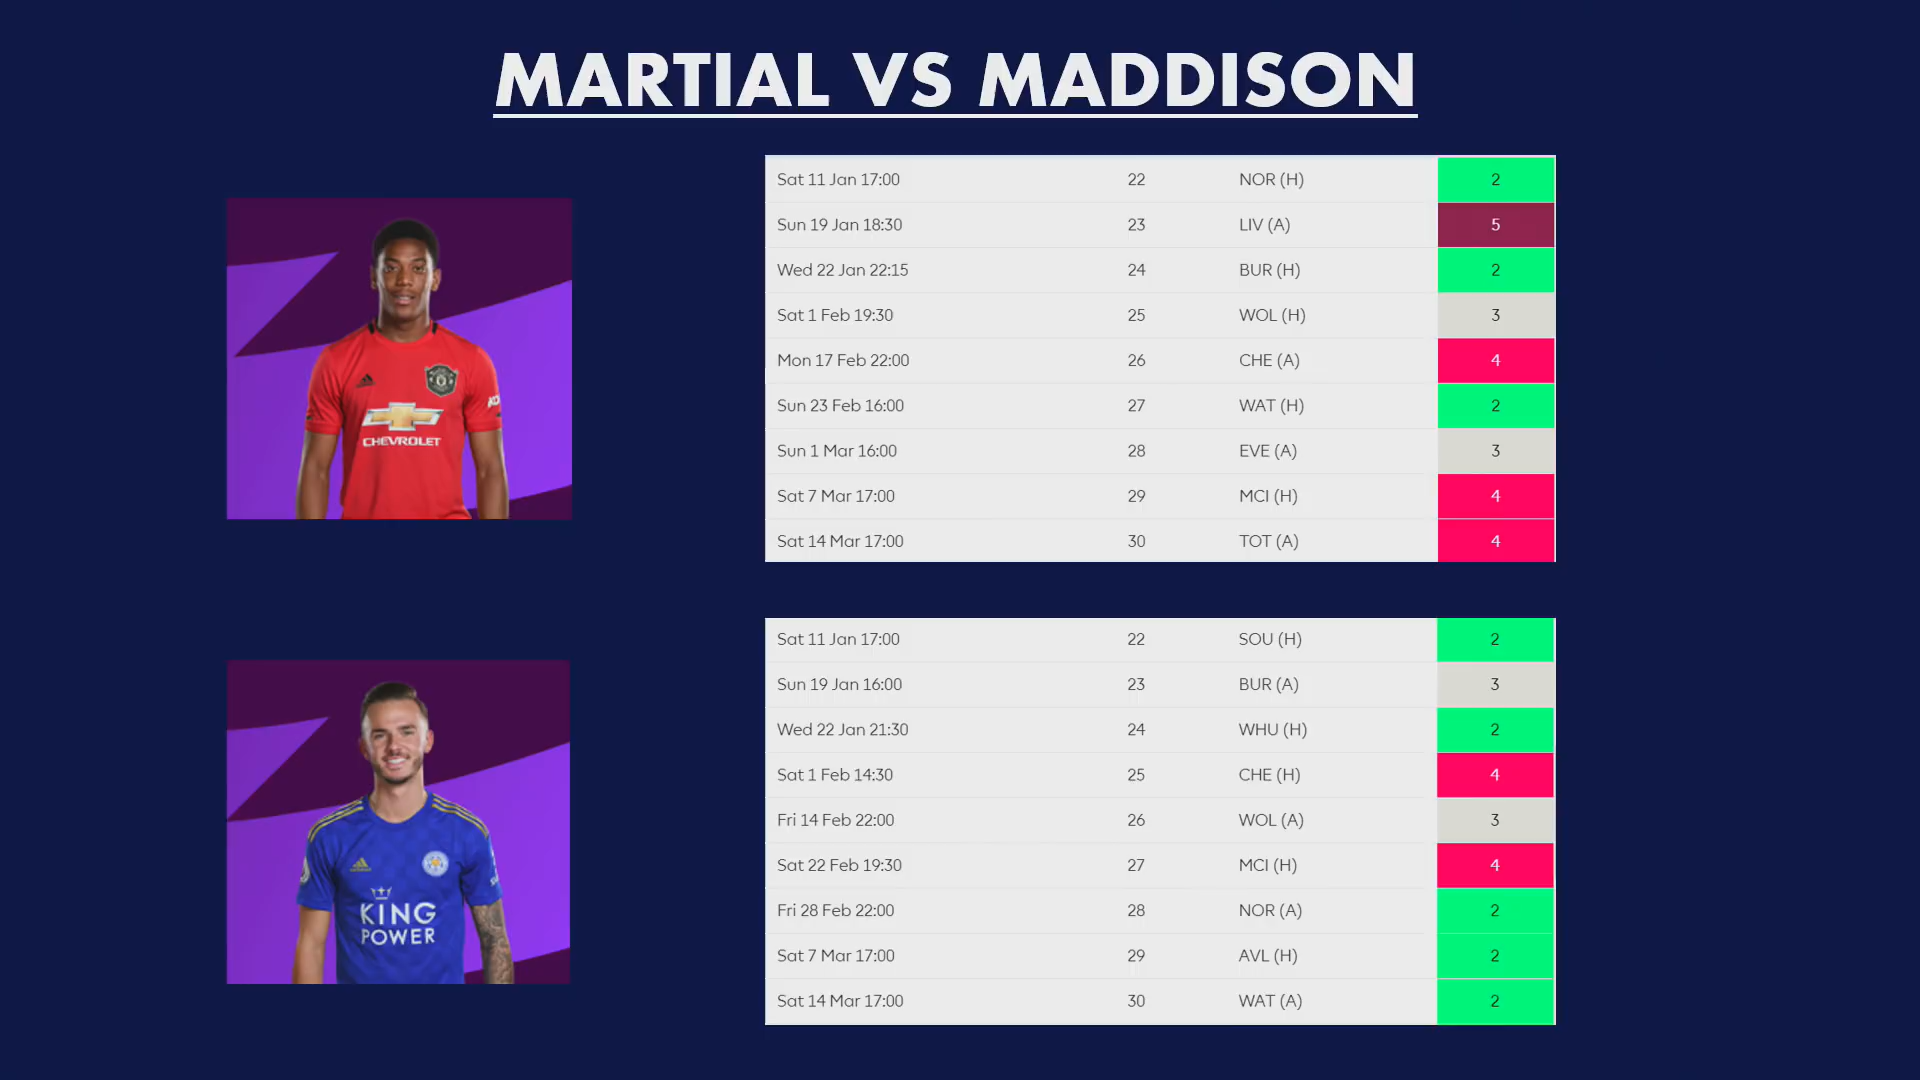 MARTIAL VS MADDISON
Sat 11 Jan 17:00 22 NOR (H) 2
Sun 19 Jan 18:30 23 LIV (A) 5
Wed 22 Jan 22:15 24 BUR (H) 2
Sat 1 Feb 19:30 25 WOL (H) 3
Mon 17 Feb 22:00 26 CHE (A) 4
Sun 23 Feb 16:00 27 WAT (H) 2
Sun 1 Mar 16:00 28 EVE (A) 3
Sat 7 Mar 17:00 29 MCI (H) 4
Sat 14 Mar 17:00 30 TOT (A) 4
CHEVROLET
Sat 11 Jan 17:00 22 SOU (H) 2
Sun 19 Jan 16:00 23 BUR (A) 3
Wed 22 Jan 21:30 24 WHU (H) 2
Sat 1 Feb 14:30 25 CHE (H) 4
Fri 14 Feb 22:00 26 WOL (A) 3
Sat 22 Feb 19:30 27 MCI (H) 4
Fri 28 Feb 22:00 28 NOR (A) 2
Sat 7 Mar 17:00 29 AVL (H) 2
Sat 14 Mar 17:00 30 WAT (A) 2
KING
POWER